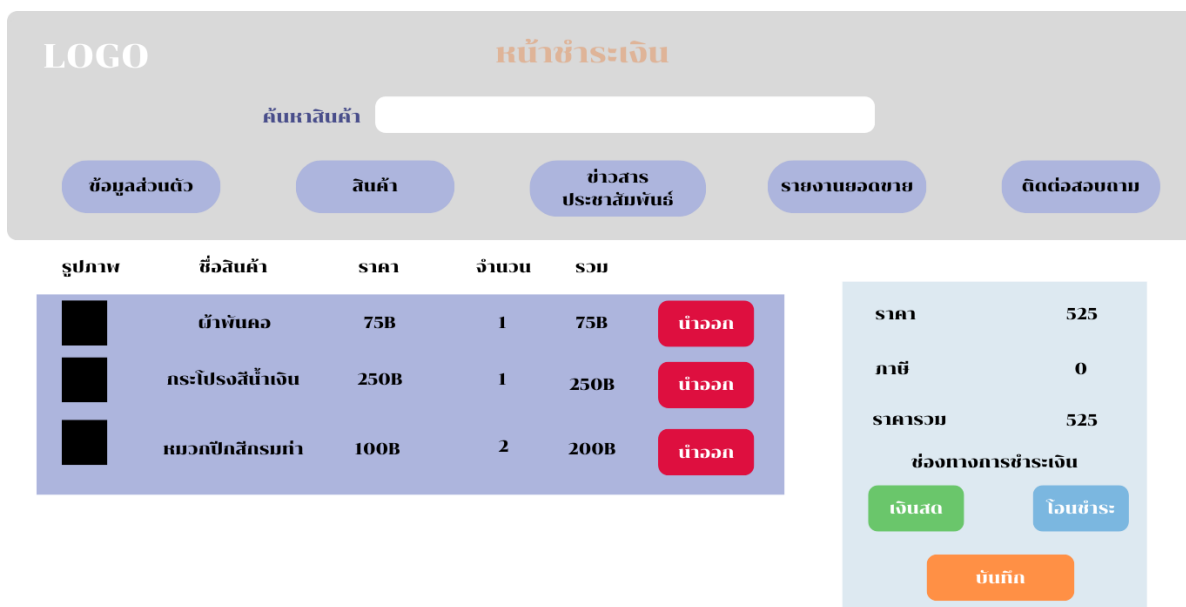 LOGO
หน้าชำระเงิน
ค้นหาสินค้า
ข้อมูลส่วนตัว
สินค้า
ข่าวสาร
ประชาสัมพันธ์
รายงานยอดขาย
ติดต่อสอบถาม
รูปภาพ ชื่อสินค้า ราคา จำนวน รวม
ผ้าพันคอ 75B 1 75B นำออก
กระโปรงสีน้ำเงิน 250B 1 250B นำออก
หมวกปีกสีกรมท่า 100B 2 200B นำออก
ราคา 525
ภาษี 0
ราคารวม 525
ช่องทางการชำระเงิน
เงินสด โอนชำระ
บันทึก